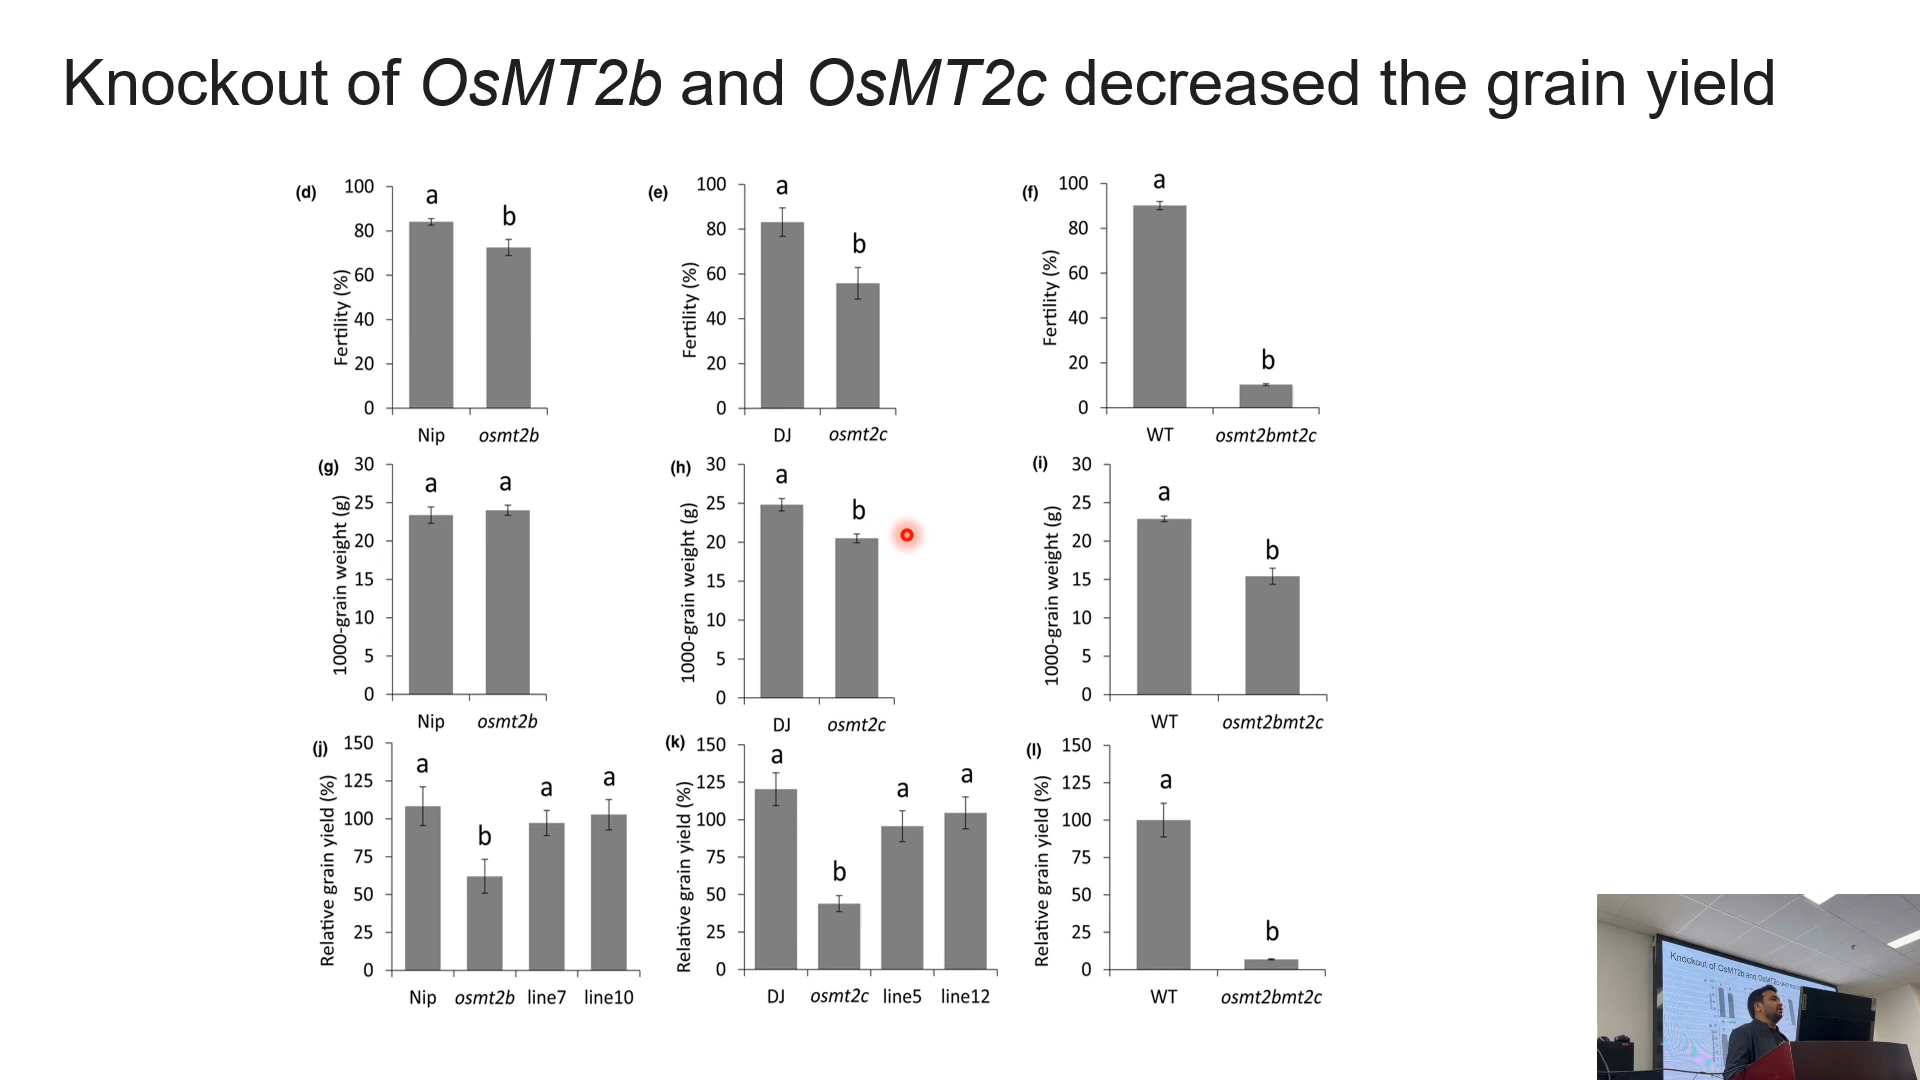 Knockout of OsMT2b and OsMT2c decreased the grain yield
(d)
Fertility (%)
100
80
60
40
20
0
a
b
Nip osmt2b
(e)
Fertility (%)
100
80
60
40
20
0
a
b
DJ osmt2c
(f)
Fertility (%)
100
80
60
40
20
0
a
b
WT osmt2bmt2c
(g)
1000-grain weight (g)
30
25
20
15
10
5
0
a
a
Nip osmt2b
(h)
1000-grain weight (g)
30
25
20
15
10
5
0
a
b
DJ osmt2c
(i)
1000-grain weight (g)
30
25
20
15
10
5
0
a
b
WT osmt2bmt2c
(j)
Relative grain yield (%)
150
125
100
75
50
25
0
a
b
a
a
Nip osmt2b line7 line10
(k)
Relative grain yield (%)
150
125
100
75
50
25
0
a
b
a
a
DJ osmt2c line5 line12
(l)
Relative grain yield (%)
150
125
100
75
50
25
0
a
b
WT osmt2bmt2c
Knockout of OsMT2b and OsMT2c